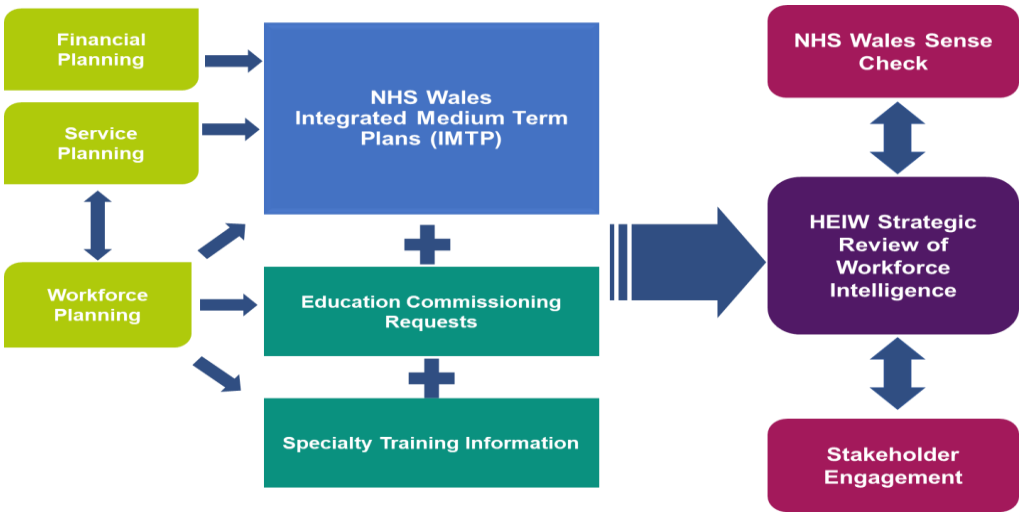 Financial
Planning
Service
Planning
Workforce
Planning
NHS Wales
Integrated Medium Term
Plans (IMTP)
Education Commissioning
Requests
Specialty Training Information
NHS Wales Sense
Check
HEIW Strategic
Review of
Workforce
Intelligence
Stakeholder
Engagement